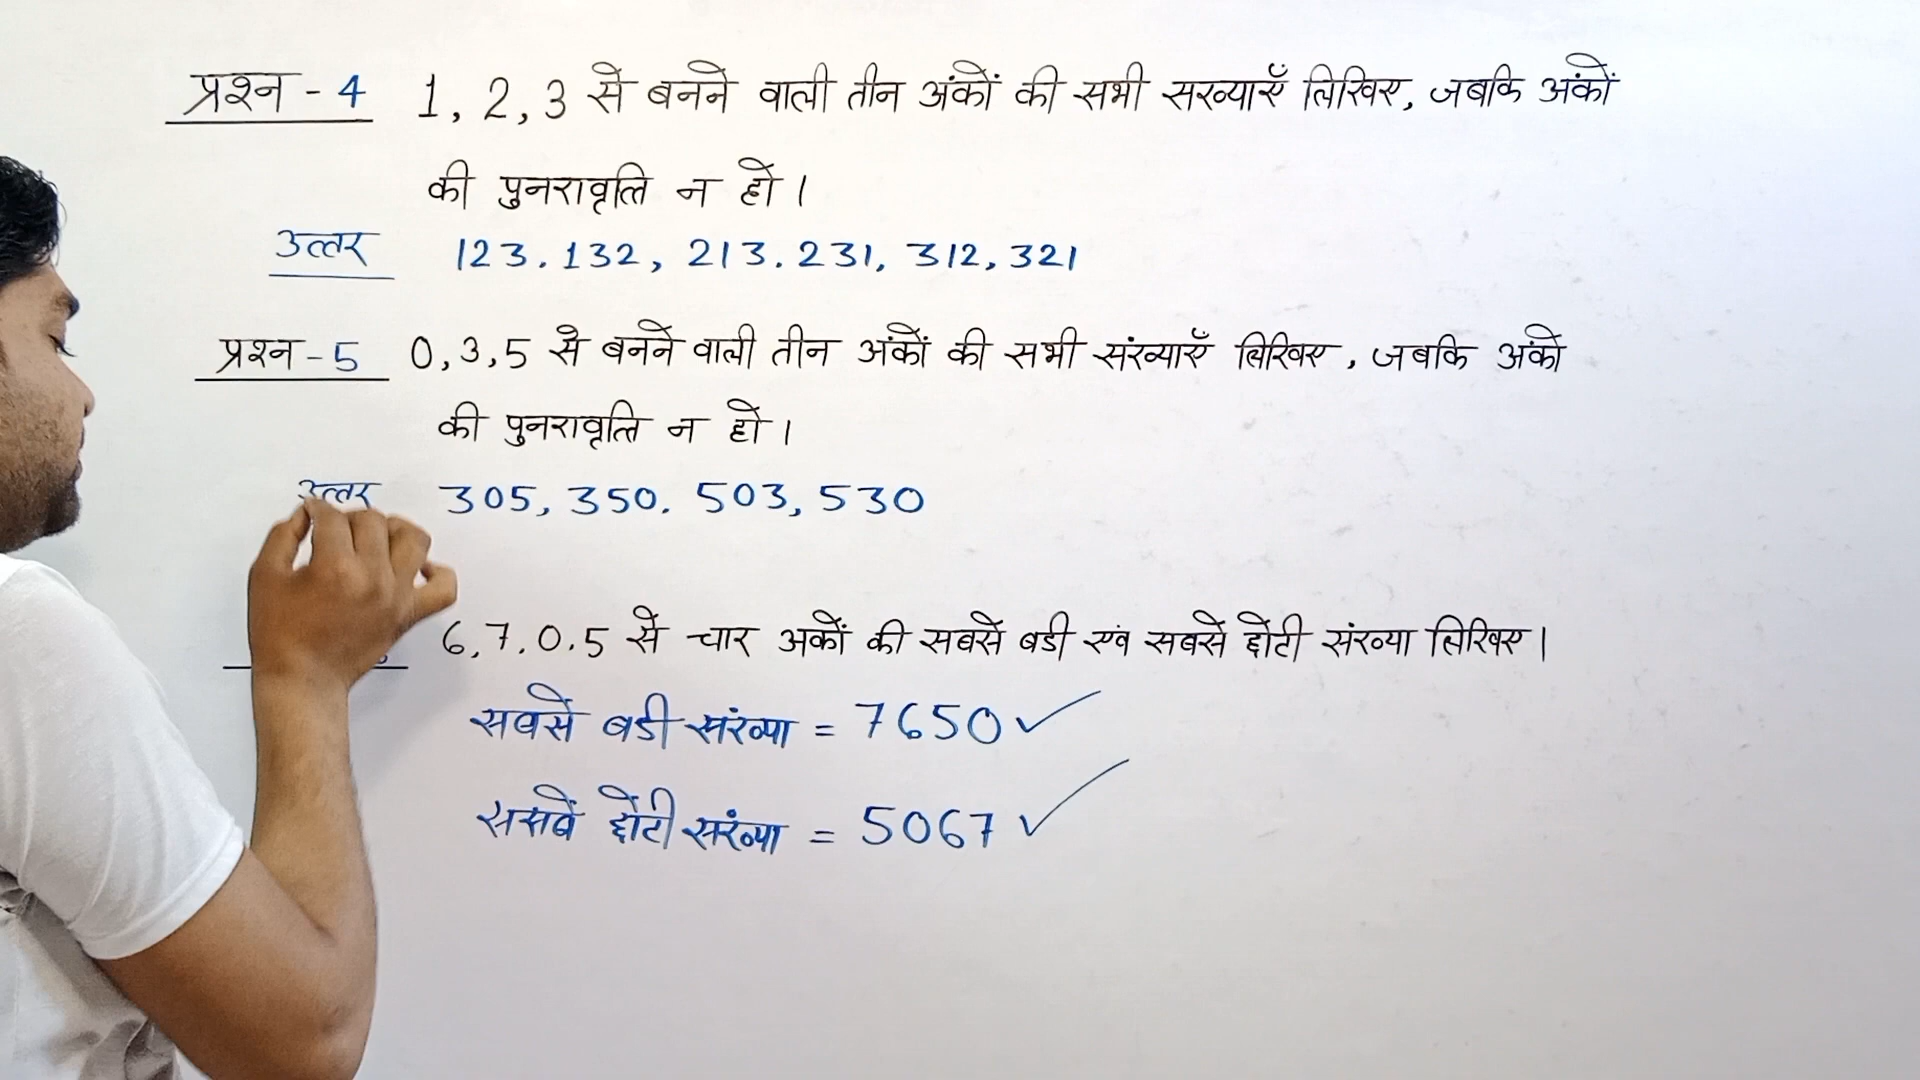 प्रश्न - 4 1, 2, 3 से बनने वाली तीन अंकों की सभी सख्याएँ लिखिए, जबकि अंकों
की पुनरावृत्ति न हो ।
उत्तर 123. 132, 213. 231, 312, 321
प्रश्न - 5 0, 3, 5 से बनने वाली तीन अंकों की सभी संख्याएँ लिखिए , जबकि अंको
की पुनरावृत्ति न हो ।
उत्तर 305, 350. 503, 530
6, 7. 0. 5 से चार अकों की सबसे बडी एंव सबसे छोटी संख्या लिखिए ।
सबसे बडी संख्या = 7650 ✓
ससबे छोटी संख्या = 5067 ✓